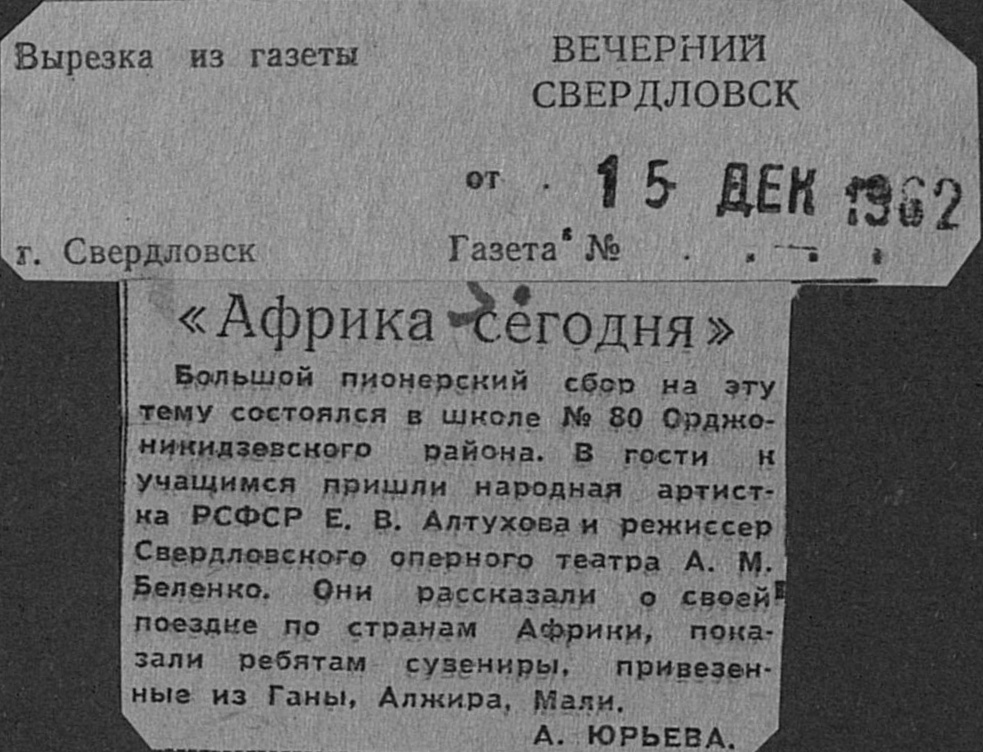 Вырезка из газеты
ВЕЧЕРНИЙ
СВЕРДЛОВСК
от . 15 ДЕК 1962
г. Свердловск
Газета № . . . .
«Африка сегодня»
Большой пионерский сбор на эту
тему состоялся в школе № 80 Орджо-
никидзевского района. В гости к
учащимся пришли народная артист-
ка РСФСР Е. В. Алтухова и режиссер
Свердловского оперного театра А. М.
Беленко. Они рассказали о своей
поездке по странам Африки, пока-
зали ребятам сувениры, привезен-
ные из Ганы, Алжира, Мали.
А. ЮРЬЕВА.